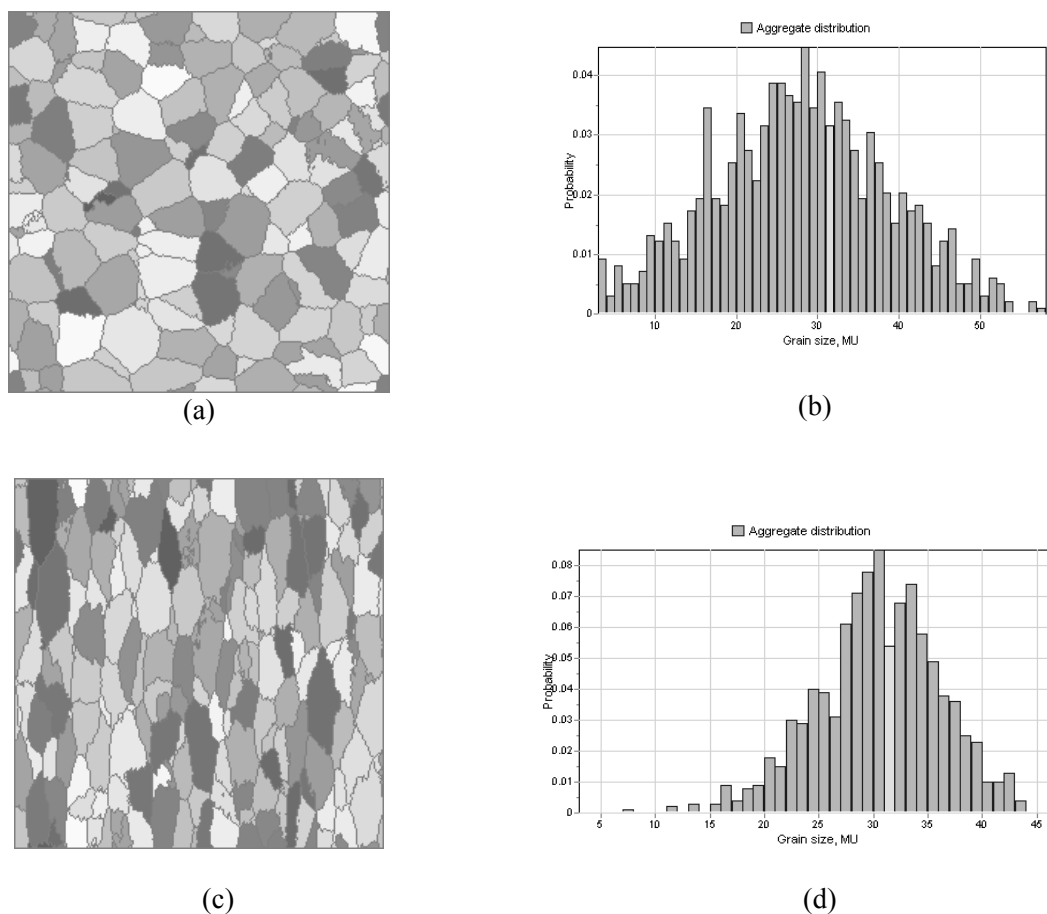 Aggregate distribution
0.04
0.03
0.02
0.01
0
Probability
10 20 30 40 50
Grain size, MU
(a)
(b)
Aggregate distribution
0.08
0.07
0.06
0.05
0.04
0.03
0.02
0.01
0
Probability
5 10 15 20 25 30 35 40 45
Grain size, MU
(c)
(d)